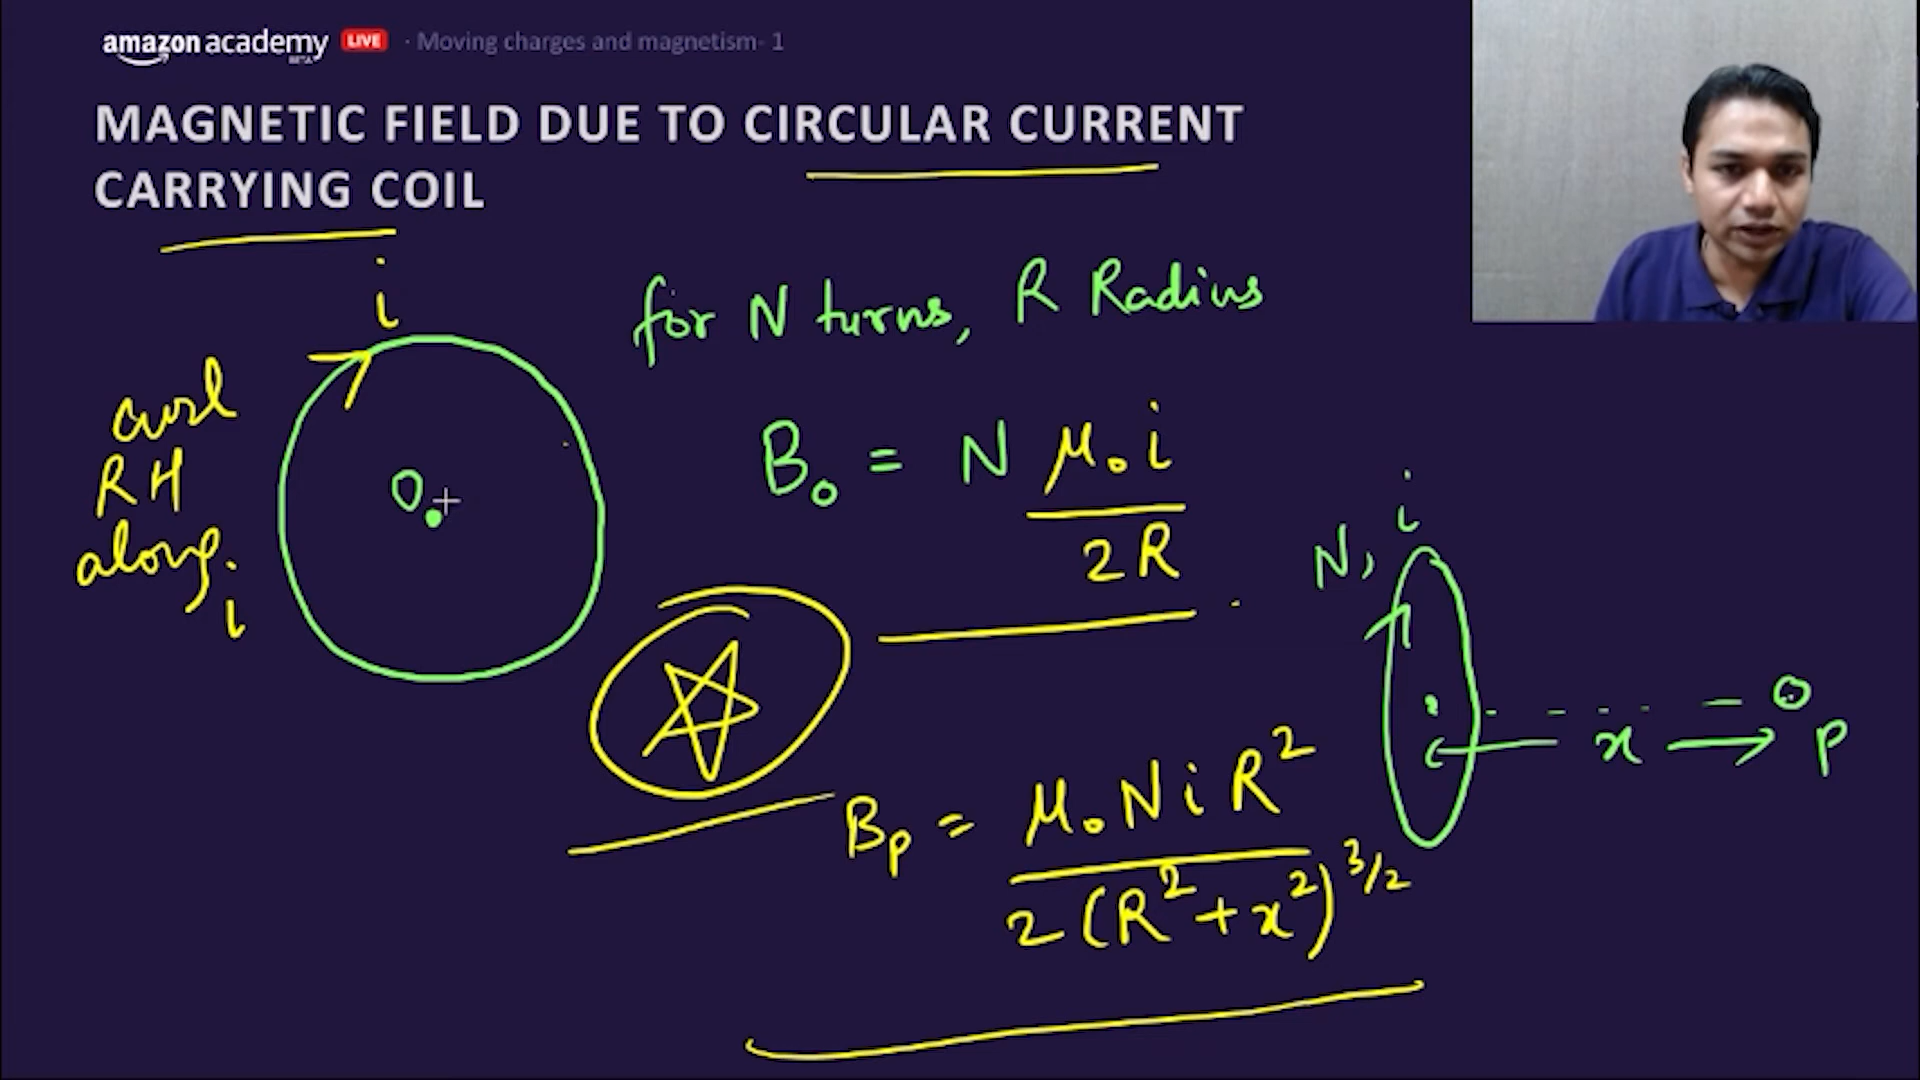 amazon academy LIVE · Moving charges and magnetism- 1
BETA
MAGNETIC FIELD DUE TO CIRCULAR CURRENT
CARRYING COIL
i
for N turns, R Radius
curl
RH
along
i
O
B₀ = N μ₀i / 2R
N, i
x
P
Bₚ = μ₀NiR² / 2(R²+x²)^3/2